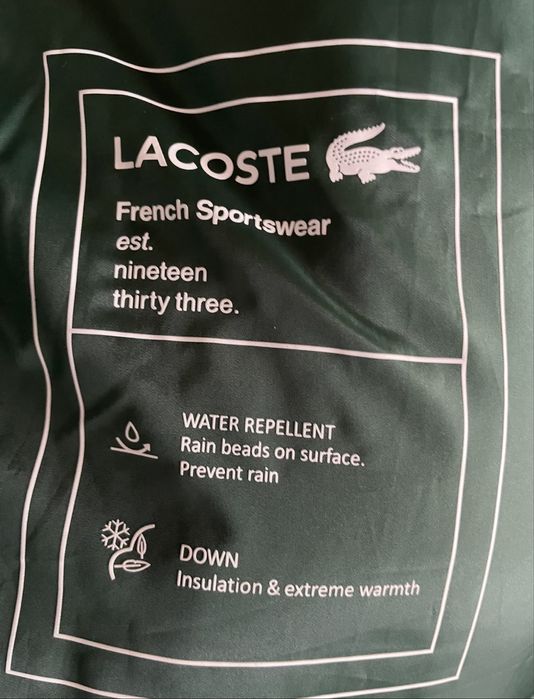 LACOSTE
French Sportswear
est.
nineteen
thirty three.
WATER REPELLENT
Rain beads on surface.
Prevent rain
DOWN
Insulation & extreme warmth